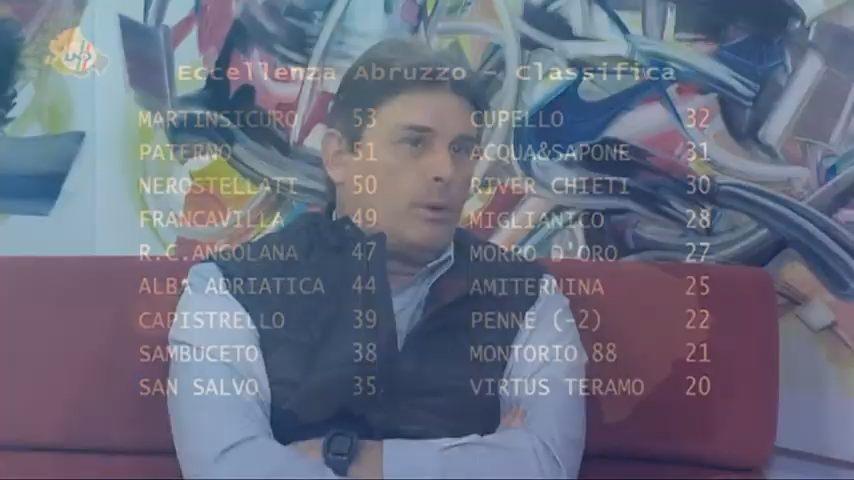 Eccellenza Abruzzo - Classifica
MARTINSICURO 53 CUPELLO 32
PATERNO 51 ACQUA&SAPONE 31
NEROSTELLATI 50 RIVER CHIETI 30
FRANCAVILLA 49 MIGLIANICO 28
R.C.ANGOLANA 47 MORRO D'ORO 27
ALBA ADRIATICA 44 AMITERNINA 25
CAPISTRELLO 39 PENNE (-2) 22
SAMBUCETO 38 MONTORIO 88 21
SAN SALVO 35 VIRTUS TERAMO 20